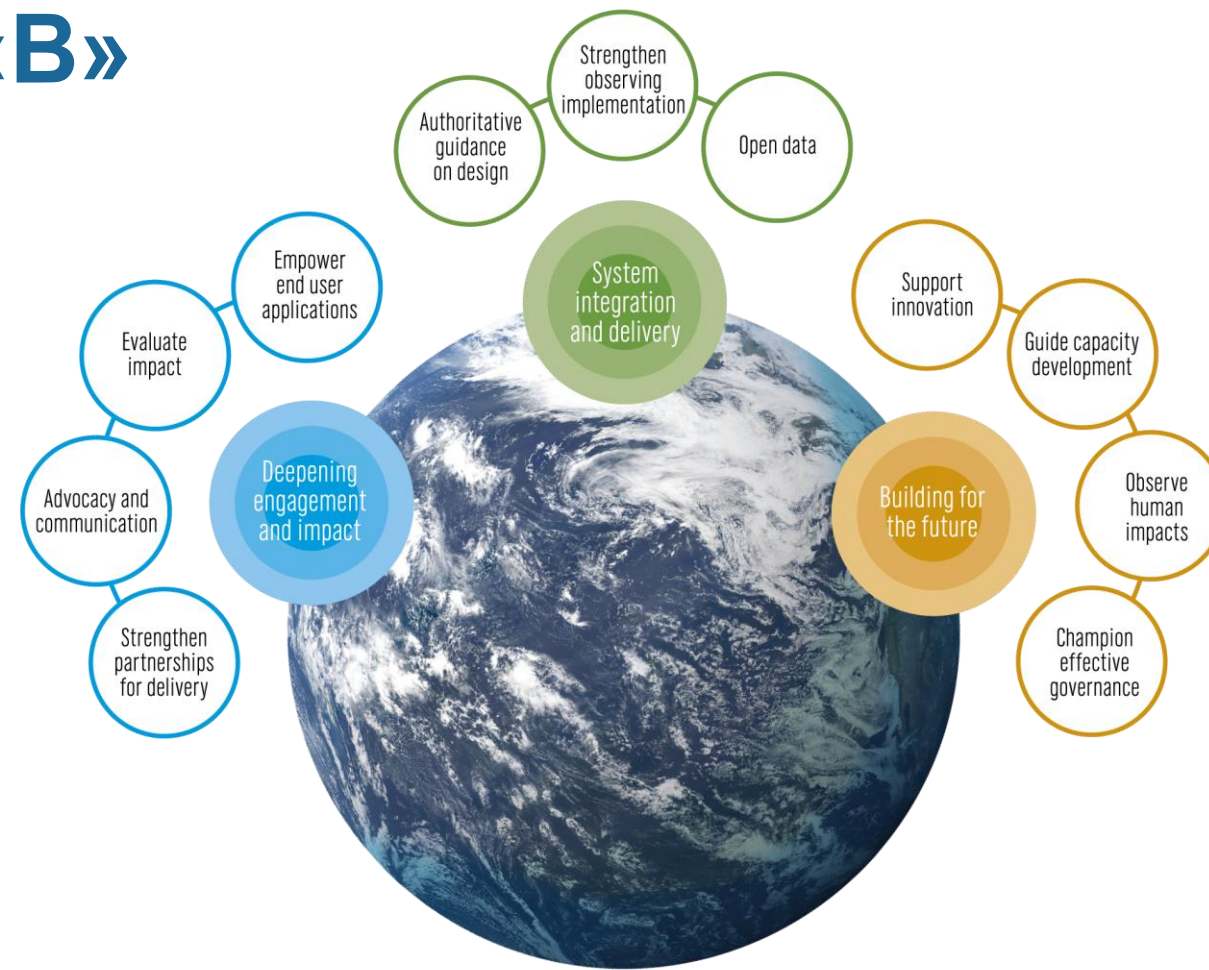 «B»
Strengthen
observing
implementation
Authoritative
guidance
on design
Open data
System
integration
and delivery
Empower
end user
applications
Evaluate
impact
Advocacy and
communication
Strengthen
partnerships
for delivery
Deepening
engagement
and impact
Support
innovation
Guide capacity
development
Observe
human
impacts
Champion
effective
governance
Building for
the future